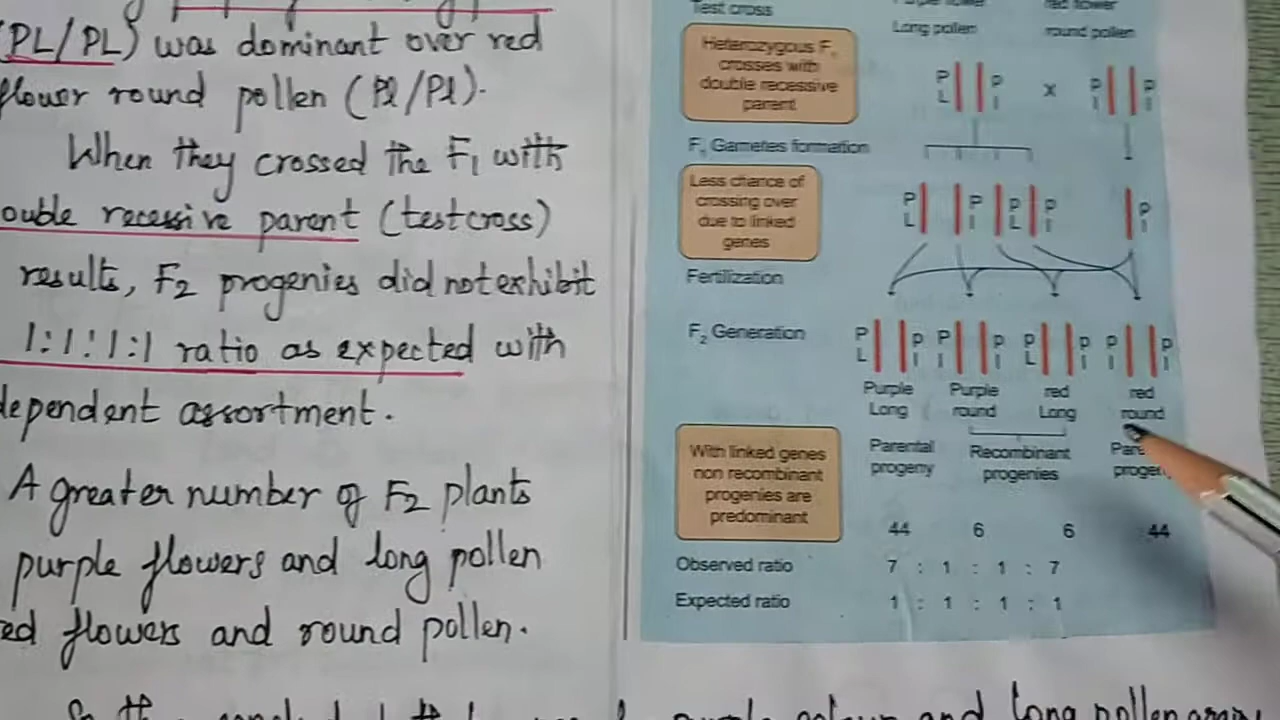 (PL/PL) was dominant over red
flower round pollen (Pl/Pl).
When they crossed the F1 with
ouble recessive parent (testcross)
results, F2 progenies did not exhibit
1:1:1:1 ratio as expected with
dependent assortment.
A greater number of F2 plants
purple flowers and long pollen
ed flowers and round pollen.
Test cross
Long pollen
red flower
round pollen
Heterozygous F1
crosses with
double recessive
parent
P P x P P
L l l l
F1 Gametes formation
Less chance of
crossing over
due to linked
genes
P P P P P
L l L l l
Fertilization
F2 Generation
P P P P P P P P
L l l l L l l l
Purple Purple red red
Long round Long round
Parental Recombinant
progeny progenies
With linked genes
non recombinant
progenies are
predominant
44 6 6 44
Observed ratio 7 : 1 : 1 : 7
Expected ratio 1 : 1 : 1 : 1
and long pollen